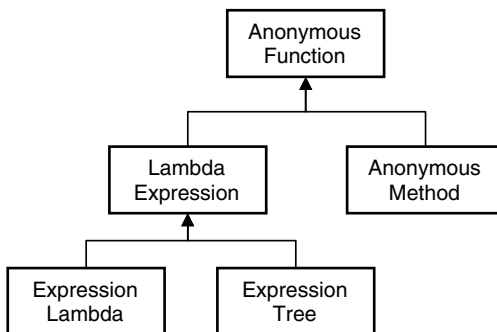 Anonymous
Function
Lambda
Expression
Anonymous
Method
Expression
Lambda
Expression
Tree